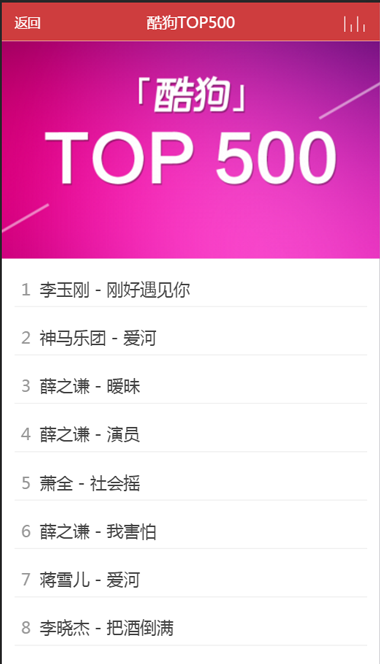 返回
酷狗TOP500
「酷狗」
TOP 500
1 李玉刚 - 刚好遇见你
2 神马乐团 - 爱河
3 薛之谦 - 暧昧
4 薛之谦 - 演员
5 萧全 - 社会摇
6 薛之谦 - 我害怕
7 蒋雪儿 - 爱河
8 李晓杰 - 把酒倒满